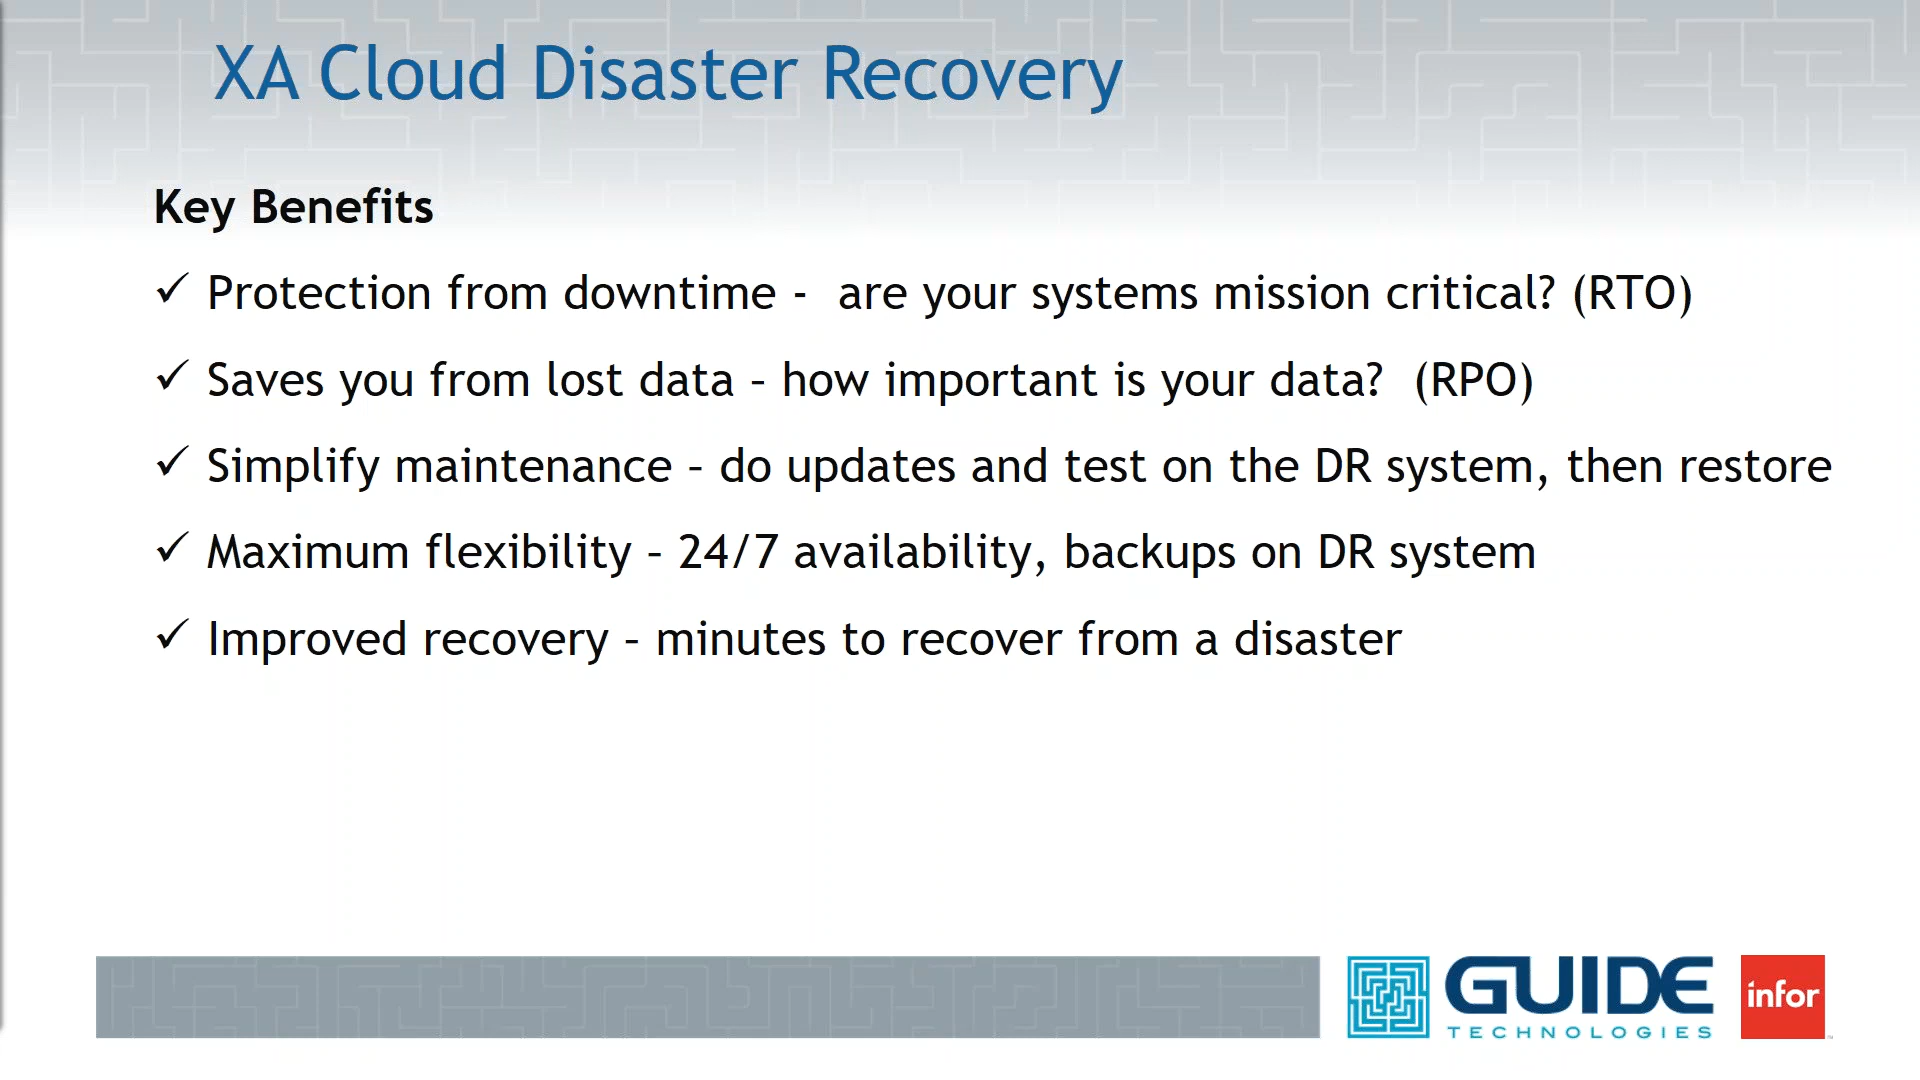 XA Cloud Disaster Recovery
Key Benefits
✓ Protection from downtime -  are your systems mission critical? (RTO)
✓ Saves you from lost data – how important is your data?  (RPO)
✓ Simplify maintenance – do updates and test on the DR system, then restore
✓ Maximum flexibility – 24/7 availability, backups on DR system
✓ Improved recovery – minutes to recover from a disaster
GUIDE
TECHNOLOGIES
infor